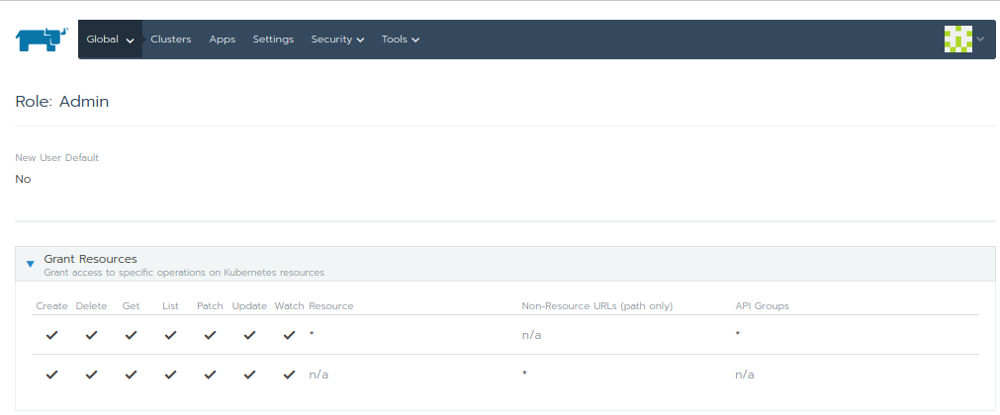 Global Clusters Apps Settings Security Tools
Role: Admin
New User Default
No
Grant Resources
Grant access to specific operations on Kubernetes resources
Create Delete Get List Patch Update Watch Resource Non-Resource URLs (path only) API Groups
✓ ✓ ✓ ✓ ✓ ✓ ✓ * n/a *
✓ ✓ ✓ ✓ ✓ ✓ ✓ n/a * n/a